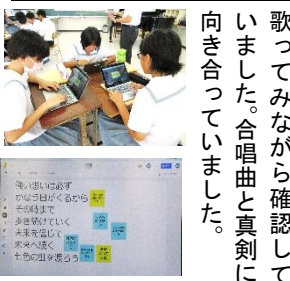 歌ってみながら確認して
いました。合唱曲と真剣に
向き合っていました。
強い思いは必ず
かなう日がくるから
その時まで
歩き続けていく
未来を信じて
未来へ続く
七色の虹を渡ろう